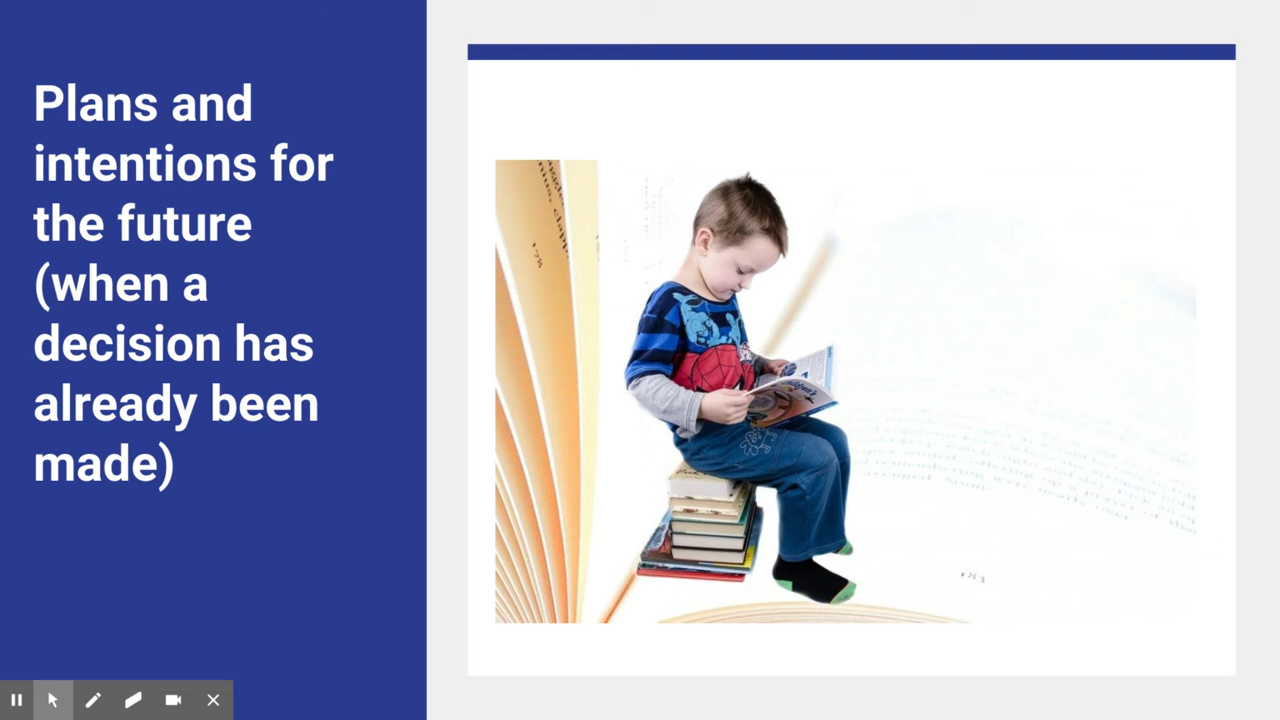 Plans and
intentions for
the future
(when a
decision has
already been
made)